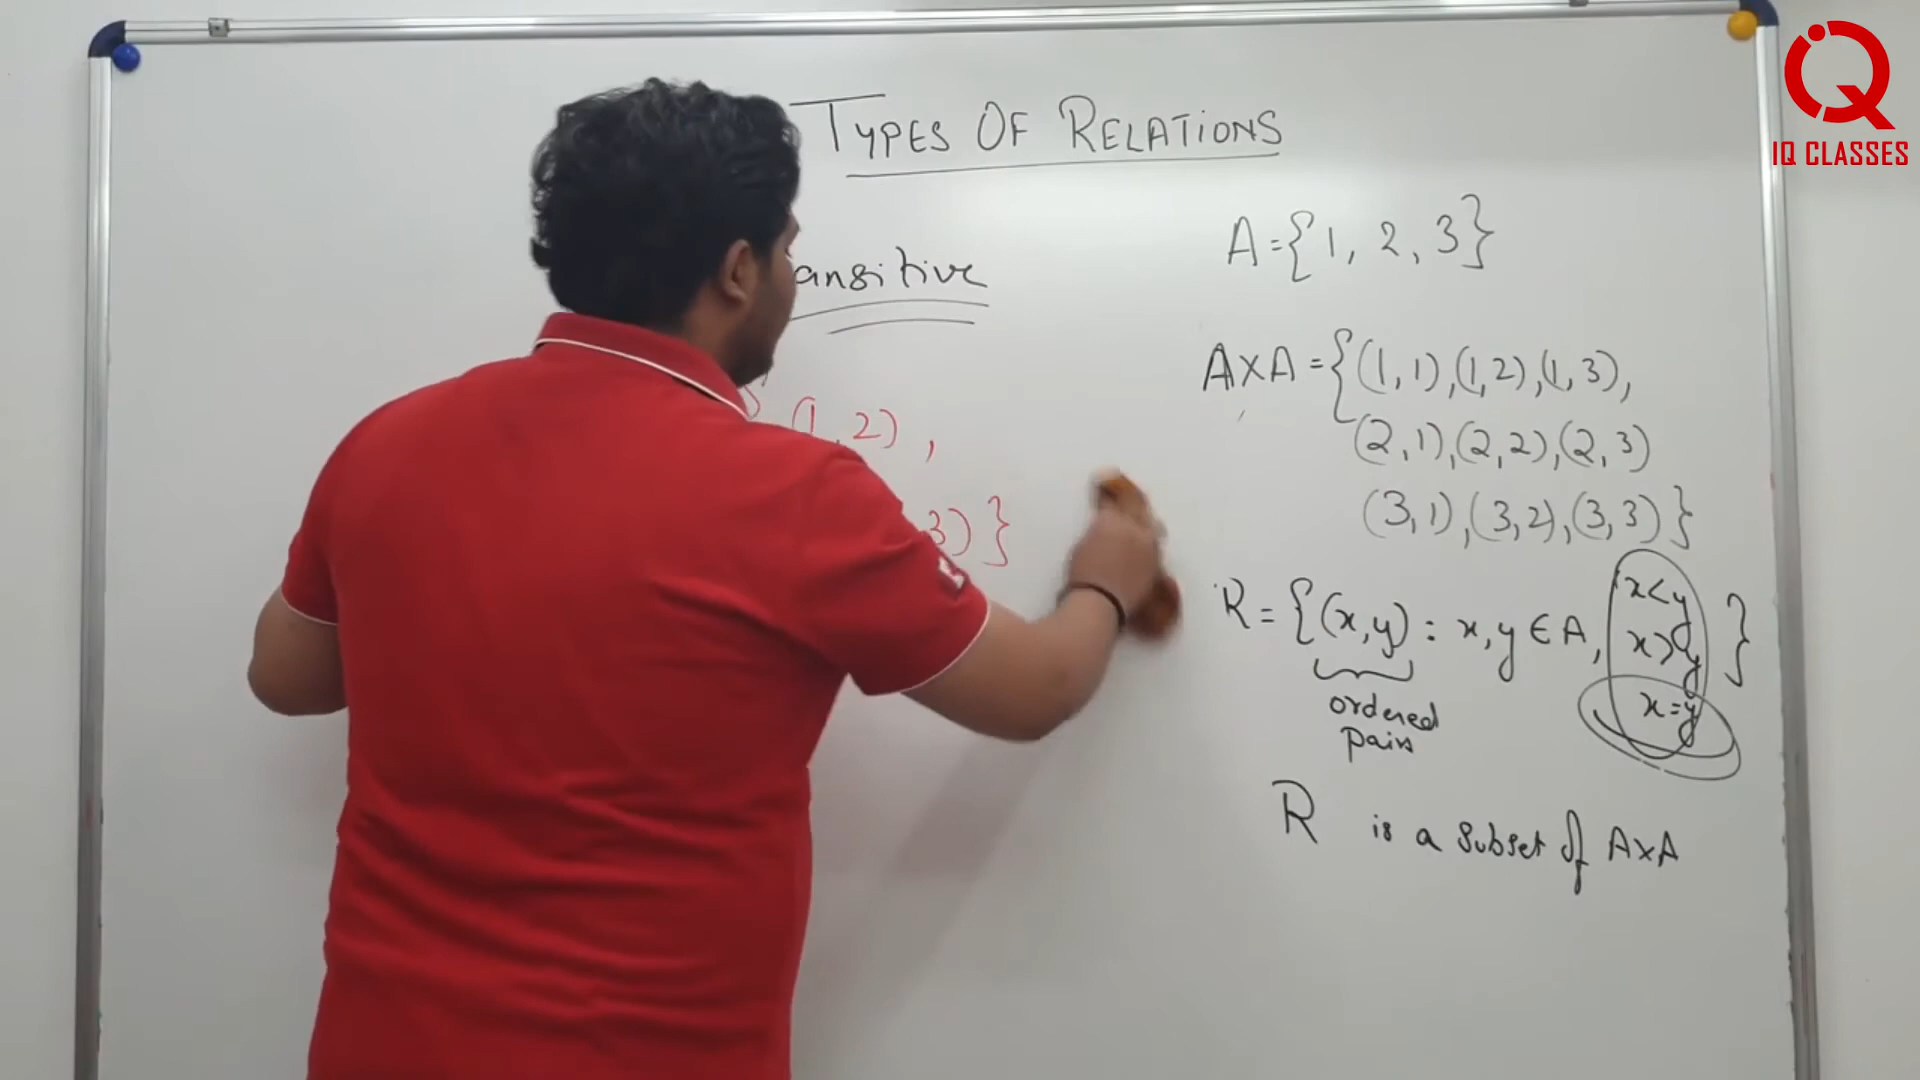 TYPES OF RELATIONS
IQ CLASSES
ansitive
(1, 2),
3)}
A={1, 2, 3}
A×A={(1,1),(1,2),(1,3),
(2,1),(2,2),(2,3)
(3,1),(3,2),(3,3)}
R={(x,y): x,y∈A, x<y
x>y
x=y }
ordered
pairs
R is a subset of A×A